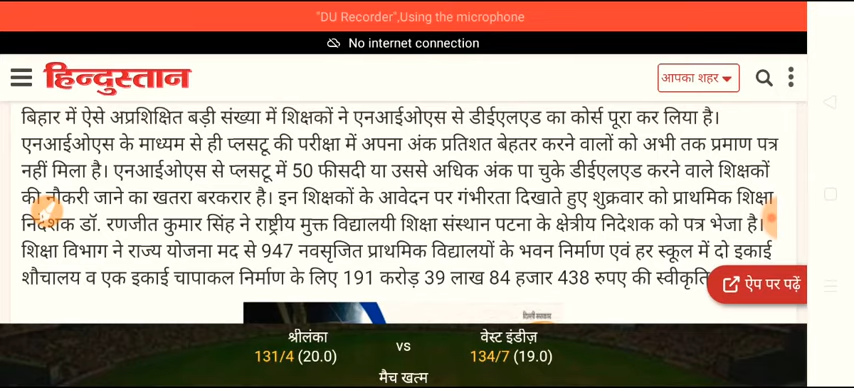 "DU Recorder",Using the microphone
No internet connection
हिन्दुस्तान
आपका शहर
बिहार में ऐसे अप्रशिक्षित बड़ी संख्या में शिक्षकों ने एनआईओएस से डीईएलएड का कोर्स पूरा कर लिया है।
एनआईओएस के माध्यम से ही प्लसटू की परीक्षा में अपना अंक प्रतिशत बेहतर करने वालों को अभी तक प्रमाण पत्र
नहीं मिला है। एनआईओएस से प्लसटू में 50 फीसदी या उससे अधिक अंक पा चुके डीईएलएड करने वाले शिक्षकों
की नौकरी जाने का खतरा बरकरार है। इन शिक्षकों के आवेदन पर गंभीरता दिखाते हुए शुक्रवार को प्राथमिक शिक्षा
निदेशक डॉ. रणजीत कुमार सिंह ने राष्ट्रीय मुक्त विद्यालयी शिक्षा संस्थान पटना के क्षेत्रीय निदेशक को पत्र भेजा है।
शिक्षा विभाग ने राज्य योजना मद से 947 नवसृजित प्राथमिक विद्यालयों के भवन निर्माण एवं हर स्कूल में दो इकाई
शौचालय व एक इकाई चापाकल निर्माण के लिए 191 करोड़ 39 लाख 84 हजार 438 रुपए की स्वीकृति
ऐप पर पढ़ें
श्रीलंका vs वेस्ट इंडीज़
131/4 (20.0) 134/7 (19.0)
मैच खत्म